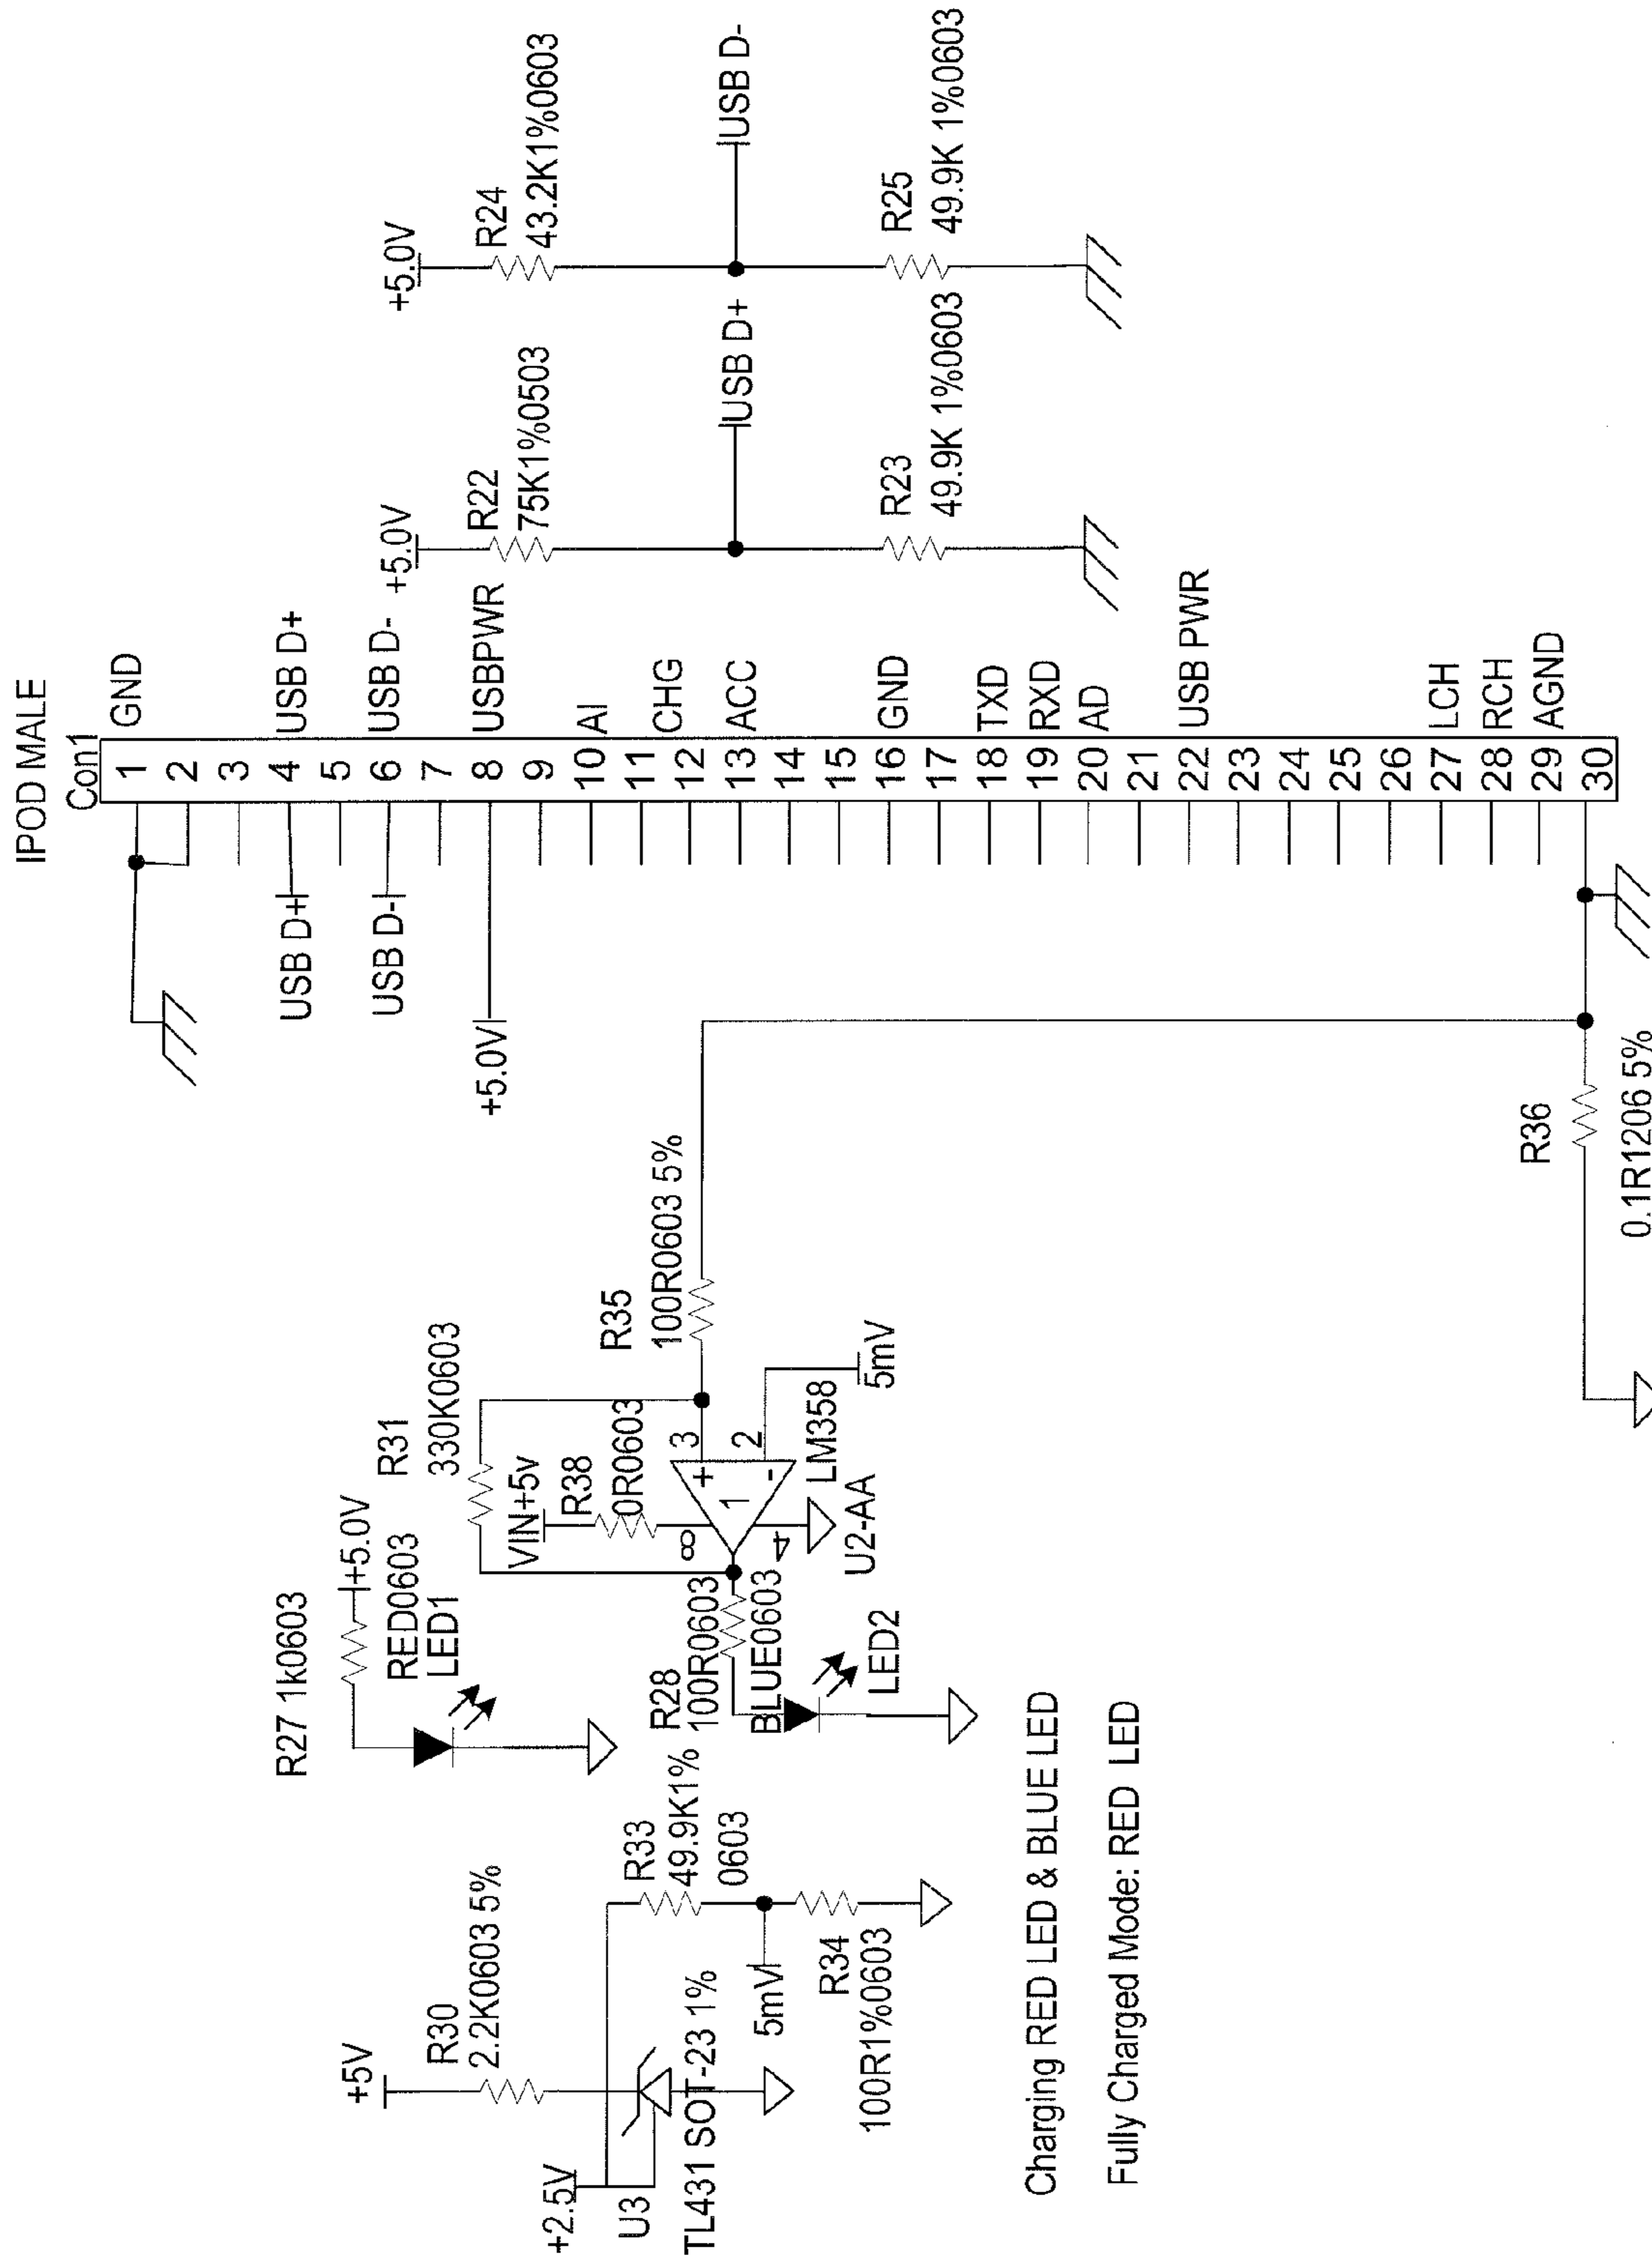 IPOD MALE
Con1
1
2
3
4
5
6
7
8
9
10
11
12
13
14
15
16
17
18
19
20
21
22
23
24
25
26
27
28
29
30
GND
USB D+
USB D-
USBPWR
AI
CHG
ACC
GND
TXD
RXD
AD
USB PWR
LCH
RCH
AGND
USB D+
USB D-
+5.0V
+5.0V
R22
75K1%0503
USB D+
R23
49.9K 1%0603
+5.0V
R24
43.2K1%0603
USB D-
R25
49.9K 1%0603
R27 1k0603
+5.0V
RED0603
LED1
R31
330K0603
VIN+5v
R38
0R0603
R35
100R0603 5%
3
+
2
-
1
8
4
LM358
U2-AA
5mV
R28
100R0603
BLUE0603
LED2
R36
0.1R1206 5%
+5V
R30
2.2K0603 5%
+2.5V
U3
TL431 SOT-23 1%
R33
49.9K1%
0603
5mV
R34
100R1%0603
Charging RED LED & BLUE LED
Fully Charged Mode: RED LED